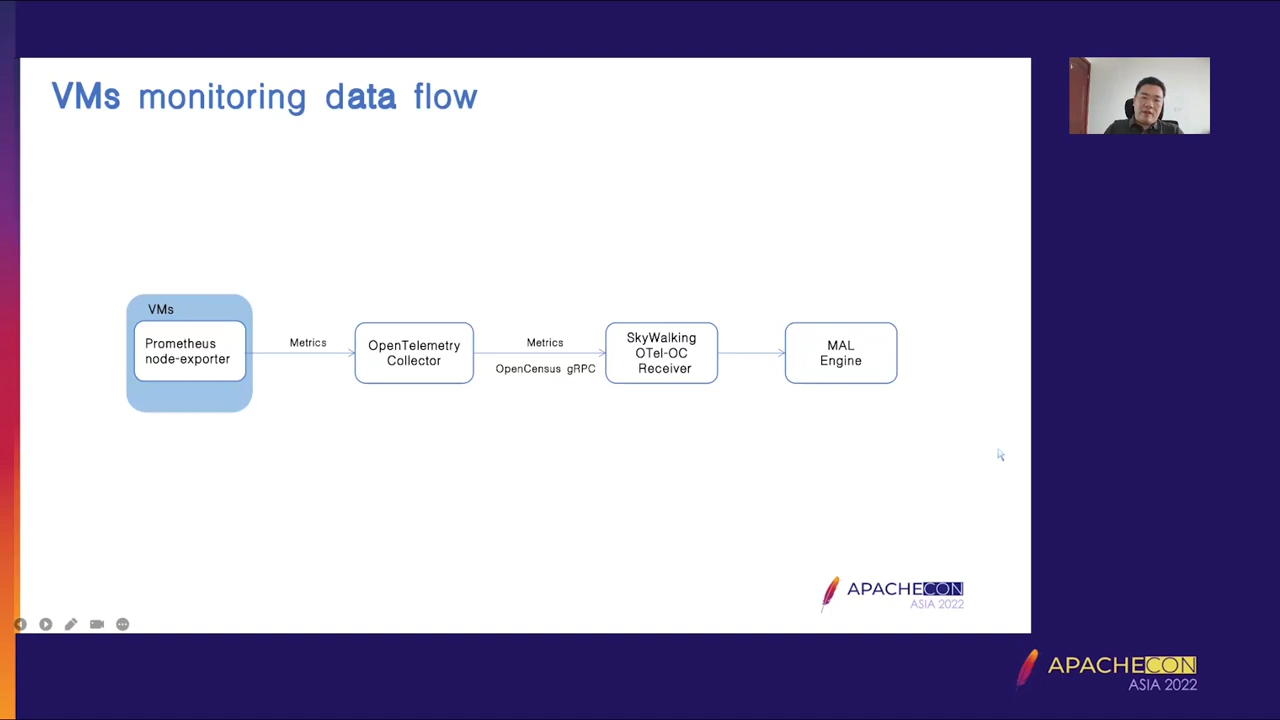 VMs monitoring data flow
VMs
Prometheus
node-exporter
Metrics
OpenTelemetry
Collector
Metrics
OpenCensus gRPC
SkyWalking
OTel-OC
Receiver
MAL
Engine
APACHECON
ASIA 2022
APACHECON
ASIA 2022